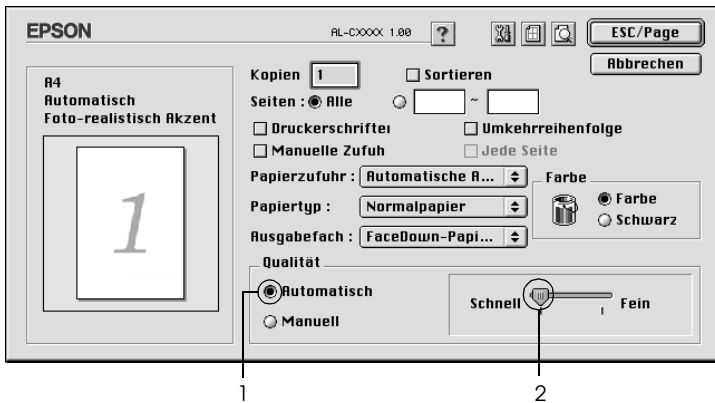 EPSON
AL-CXXXX 1.00
?
ESC/Page
Abbrechen
A4
Automatisch
Foto-realistisch Akzent
1
Kopien 1
Sortieren
Seiten : Alle ~
Druckerschrifter
Umkehrreihenfolge
Manuelle Zufuh
Jede Seite
Papierzufuhr : Automatische A...
Papiertyp : Normalpapier
Ausgabefach : FaceDown-Papi...
Farbe
Farbe
Schwarz
Qualität
Automatisch
Manuell
Schnell Fein
1 2